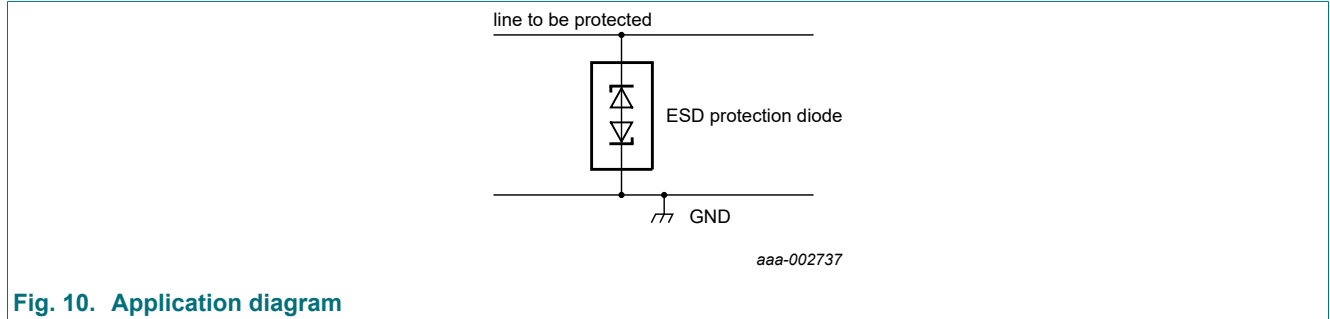 line to be protected
ESD protection diode
GND
aaa-002737
Fig. 10. Application diagram